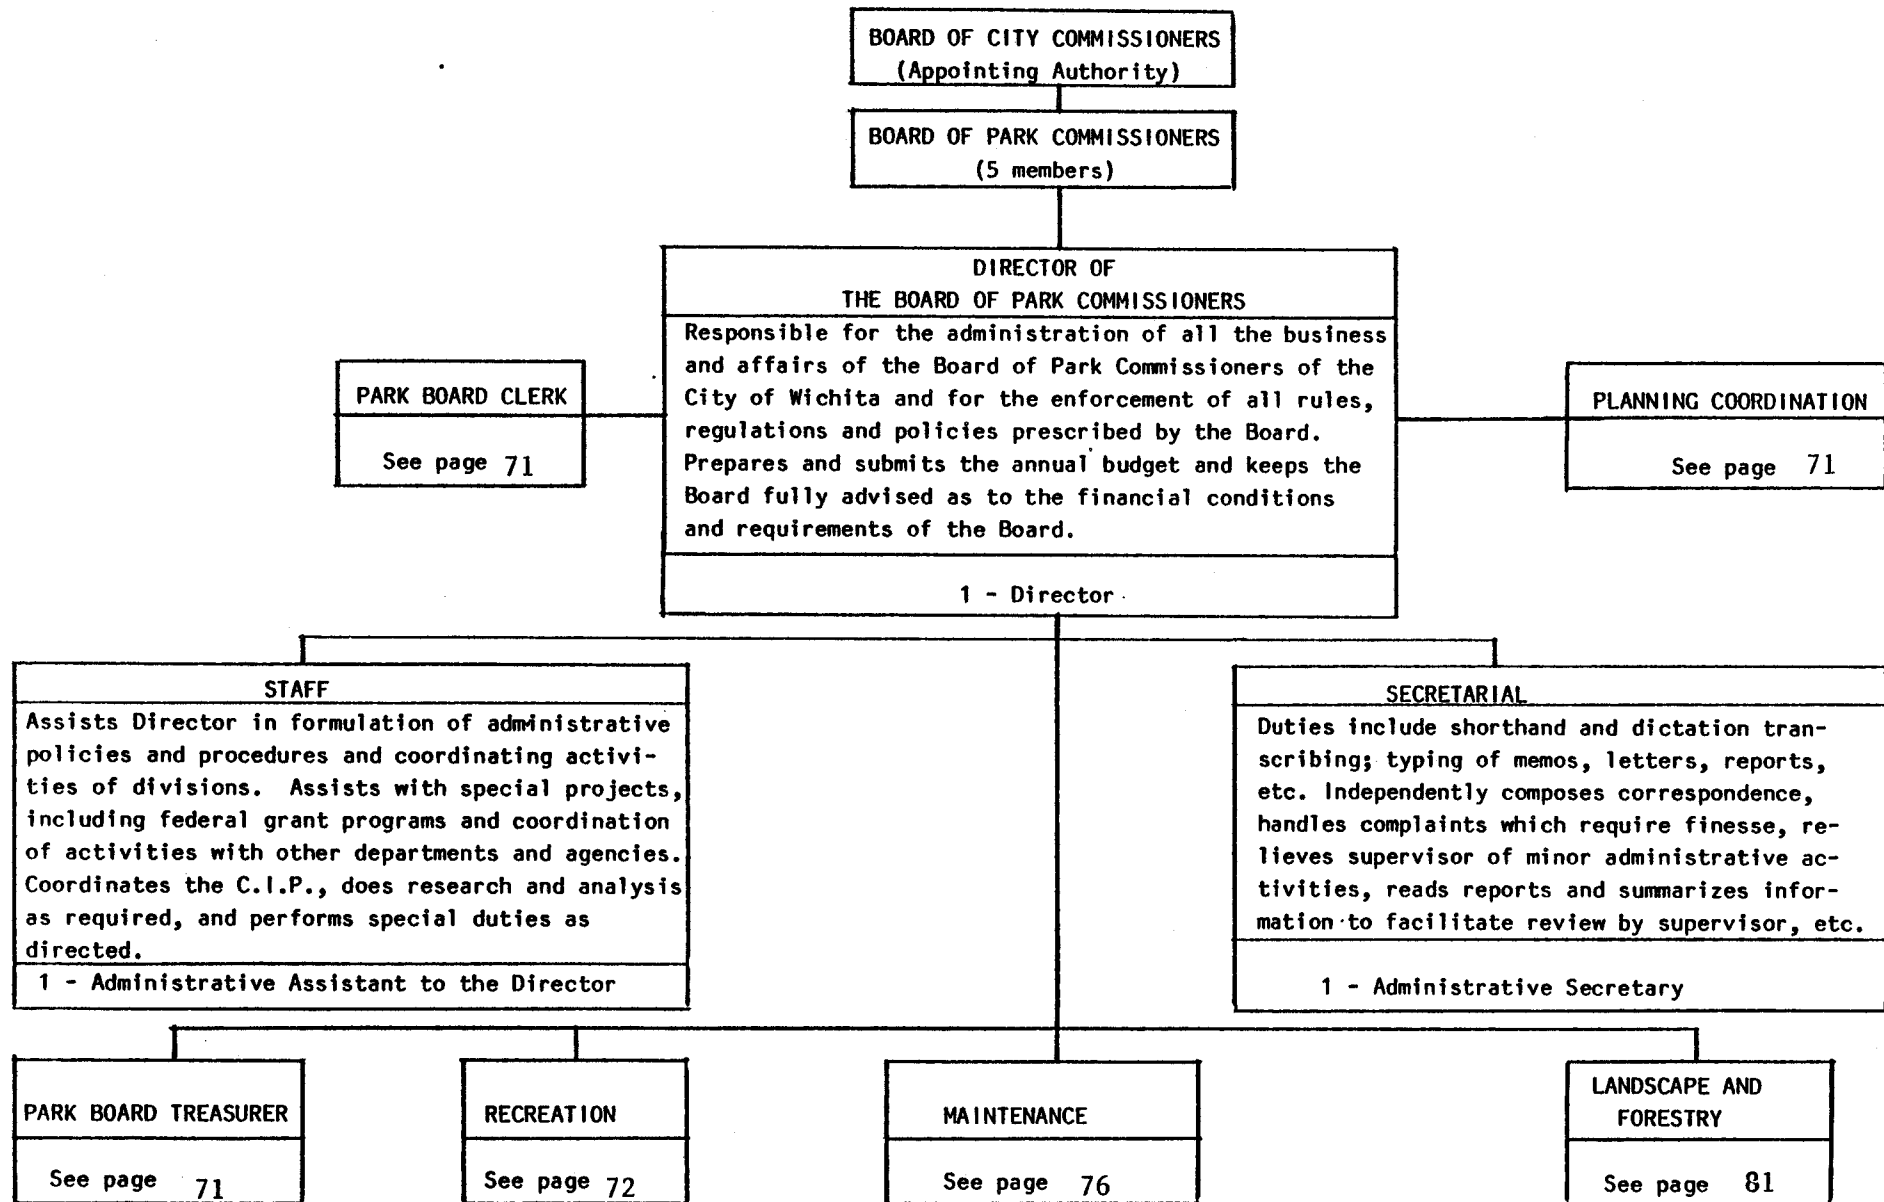 BOARD OF CITY COMMISSIONERS
(Appointing Authority)
BOARD OF PARK COMMISSIONERS
(5 members)
DIRECTOR OF
THE BOARD OF PARK COMMISSIONERS
Responsible for the administration of all the business
and affairs of the Board of Park Commissioners of the
City of Wichita and for the enforcement of all rules,
regulations and policies prescribed by the Board.
Prepares and submits the annual budget and keeps the
Board fully advised as to the financial conditions
and requirements of the Board.
1 - Director
PARK BOARD CLERK
See page 71
PLANNING COORDINATION
See page 71
STAFF
Assists Director in formulation of administrative
policies and procedures and coordinating activi-
ties of divisions. Assists with special projects,
including federal grant programs and coordination
of activities with other departments and agencies.
Coordinates the C.I.P., does research and analysis
as required, and performs special duties as
directed.
1 - Administrative Assistant to the Director
SECRETARIAL
Duties include shorthand and dictation tran-
scribing; typing of memos, letters, reports,
etc. Independently composes correspondence,
handles complaints which require finesse, re-
lieves supervisor of minor administrative ac-
tivities, reads reports and summarizes infor-
mation to facilitate review by supervisor, etc.
1 - Administrative Secretary
PARK BOARD TREASURER
See page 71
RECREATION
See page 72
MAINTENANCE
See page 76
LANDSCAPE AND
FORESTRY
See page 81